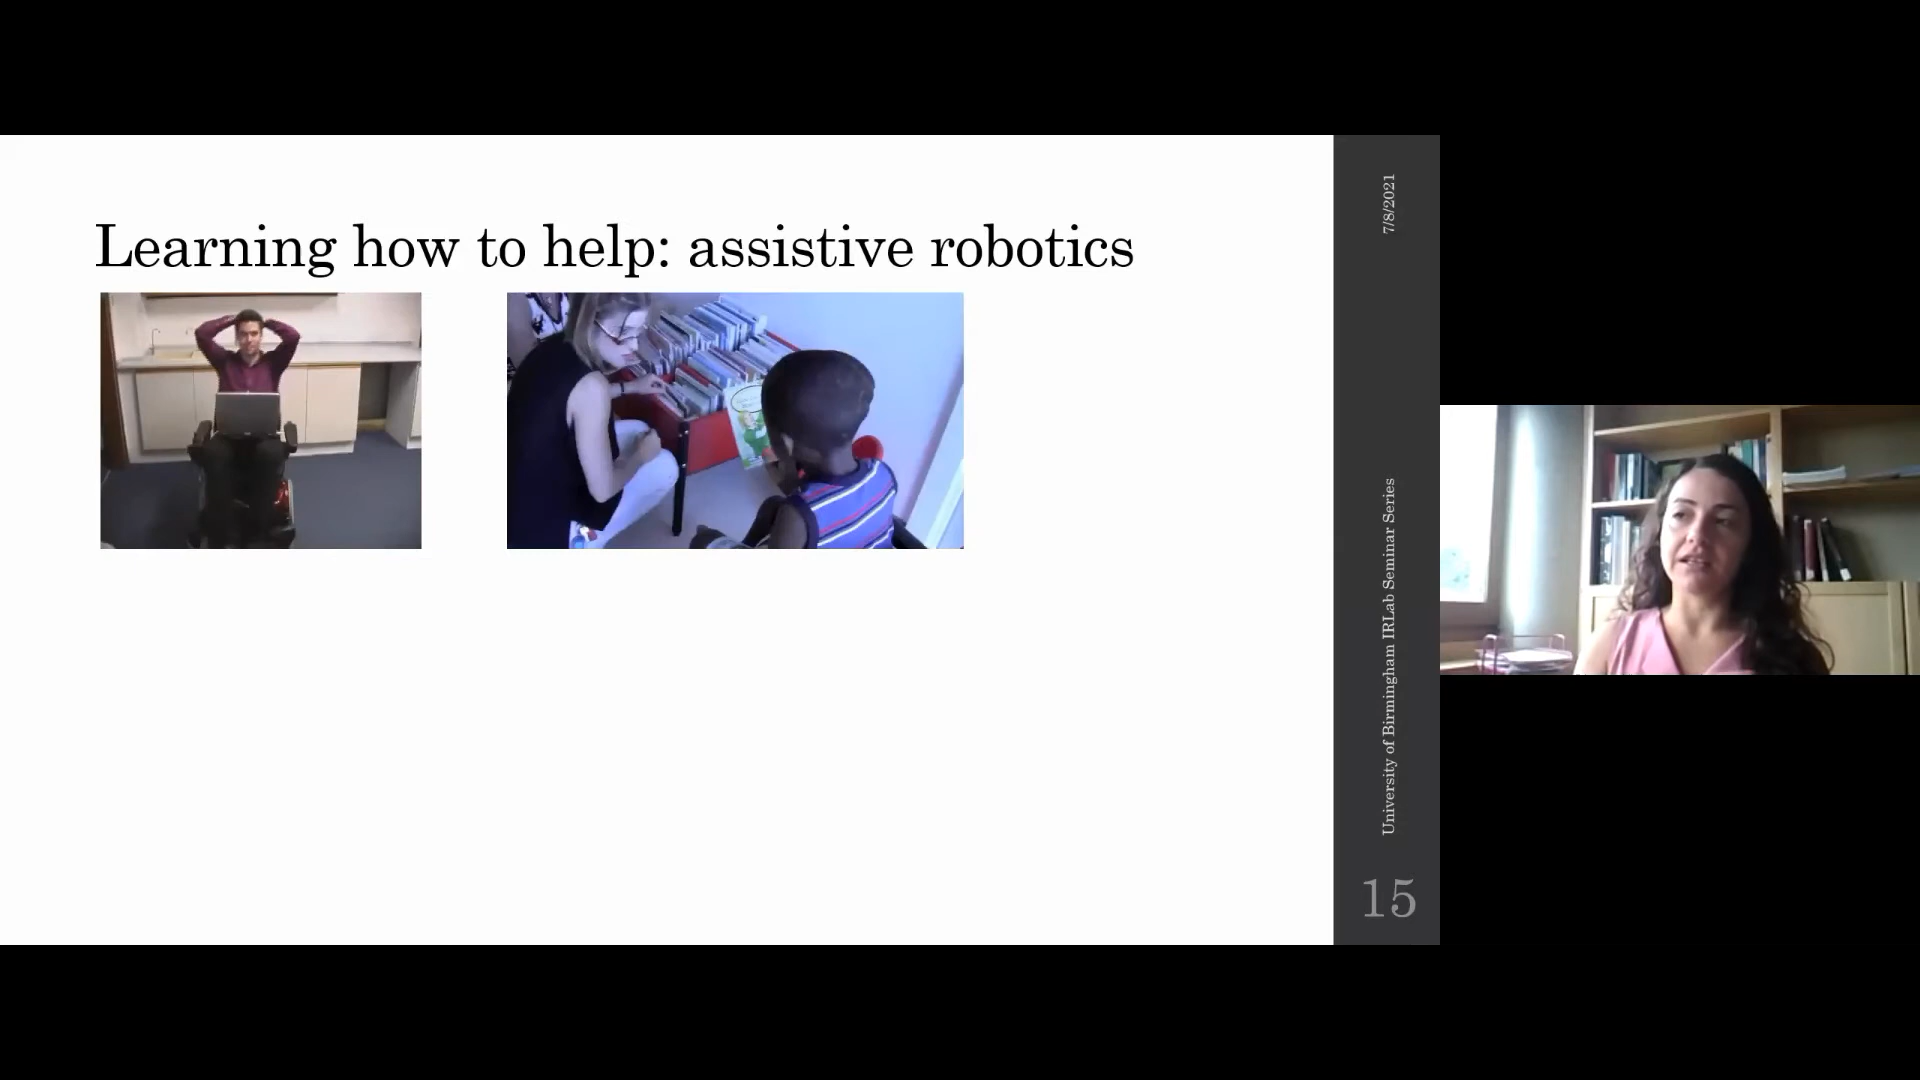 Learning how to help: assistive robotics
7/8/2021
University of Birmingham IRLab Seminar Series
15